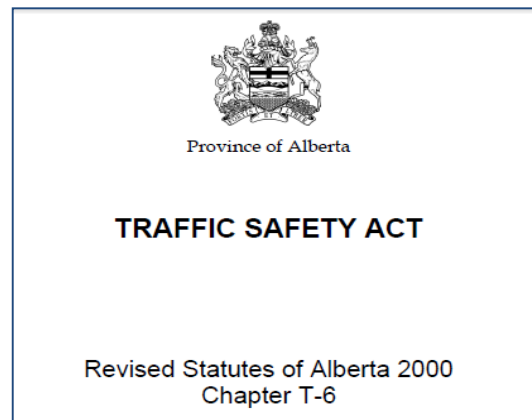 Province of Alberta
TRAFFIC SAFETY ACT
Revised Statutes of Alberta 2000
Chapter T-6